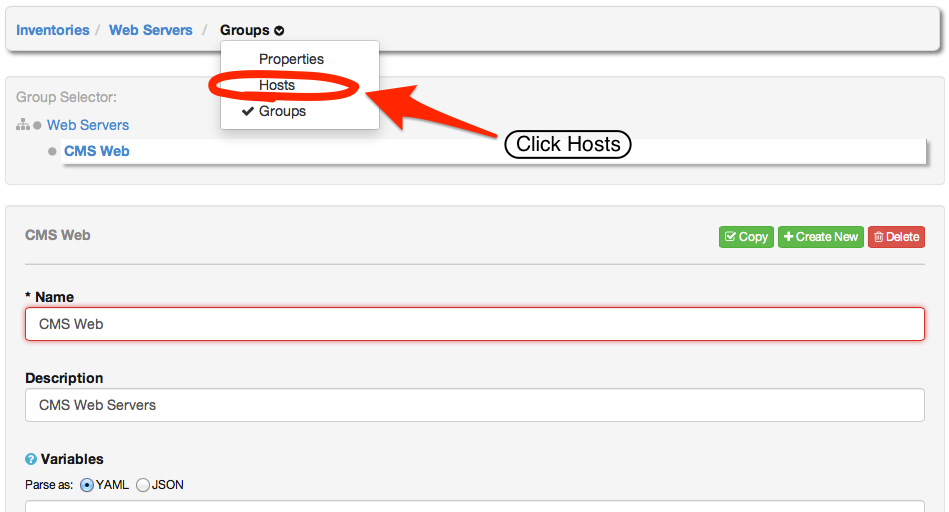 Inventories / Web Servers / Groups
Properties
Hosts
Groups
Click Hosts
Group Selector:
Web Servers
CMS Web
CMS Web
Copy Create New Delete
* Name
CMS Web
Description
CMS Web Servers
? Variables
Parse as: YAML JSON